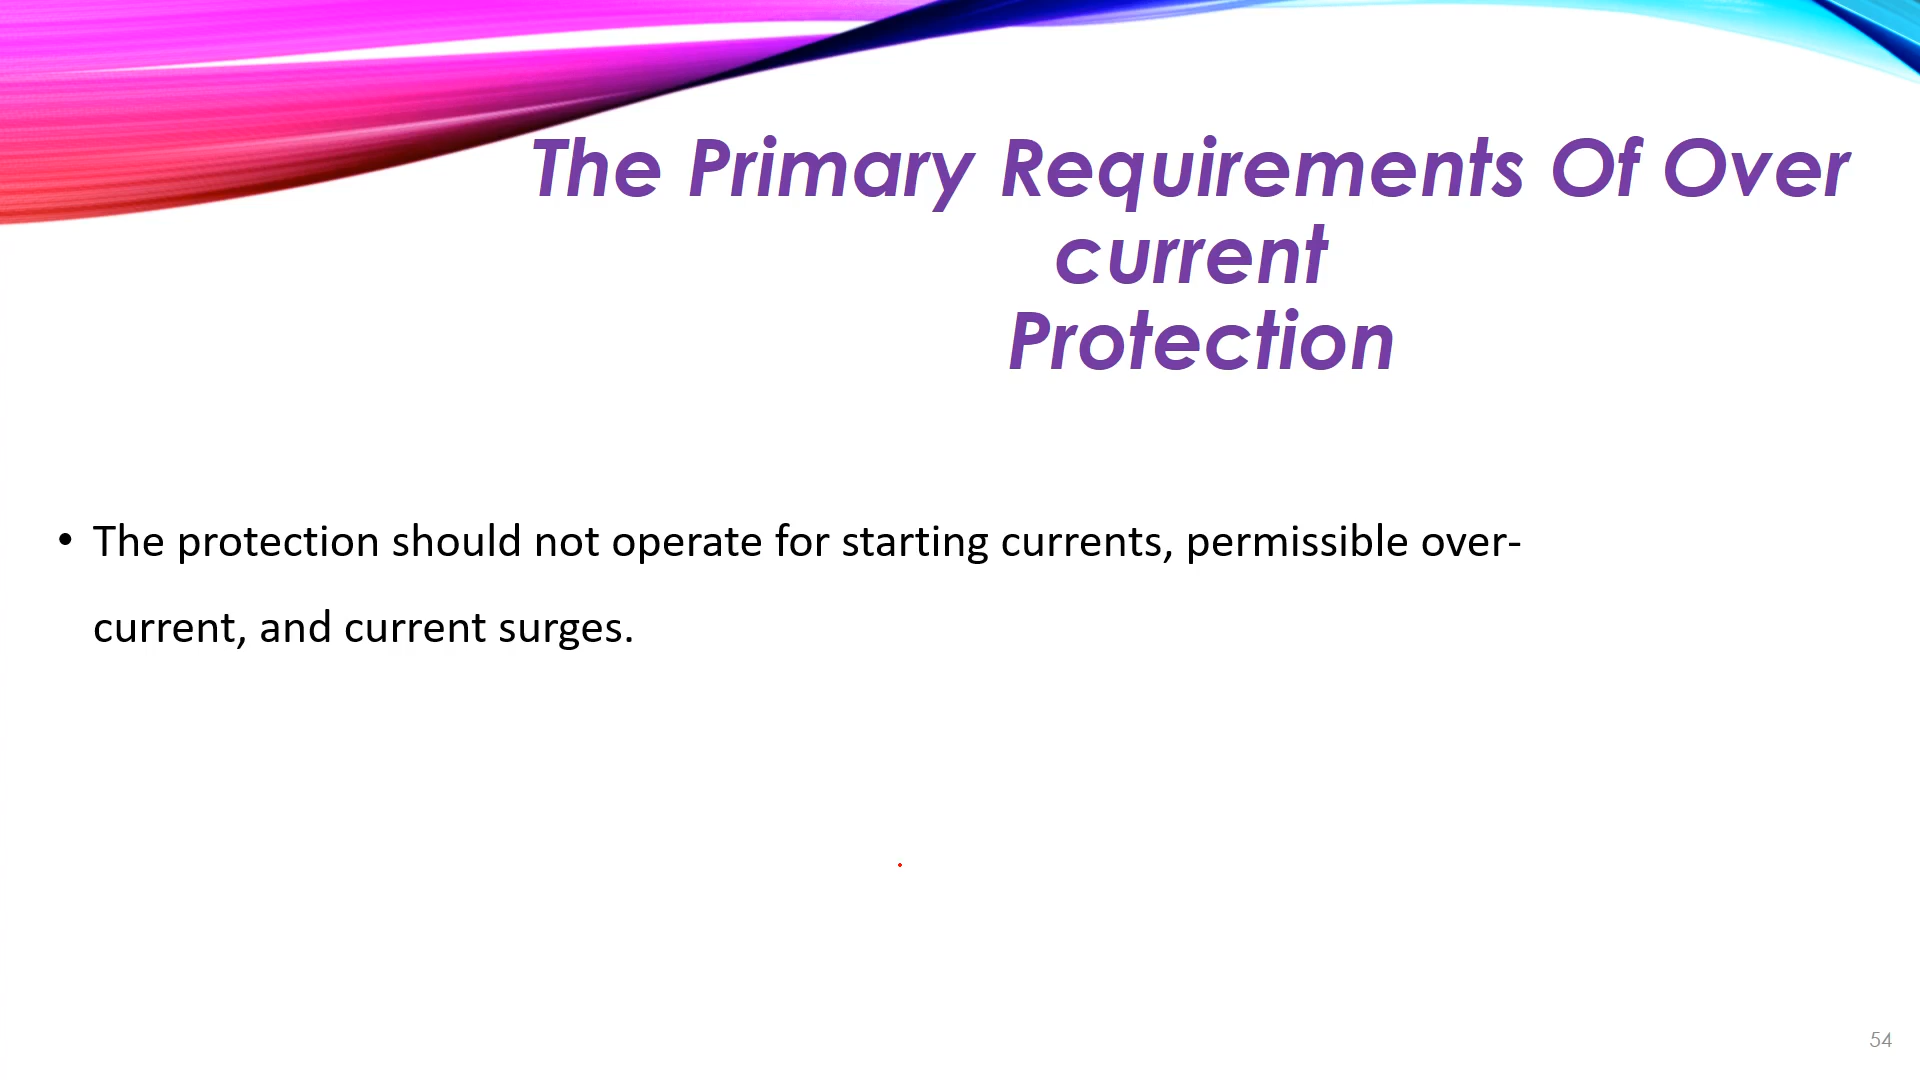 The Primary Requirements Of Over
current
Protection
• The protection should not operate for starting currents, permissible over-
current, and current surges.
54